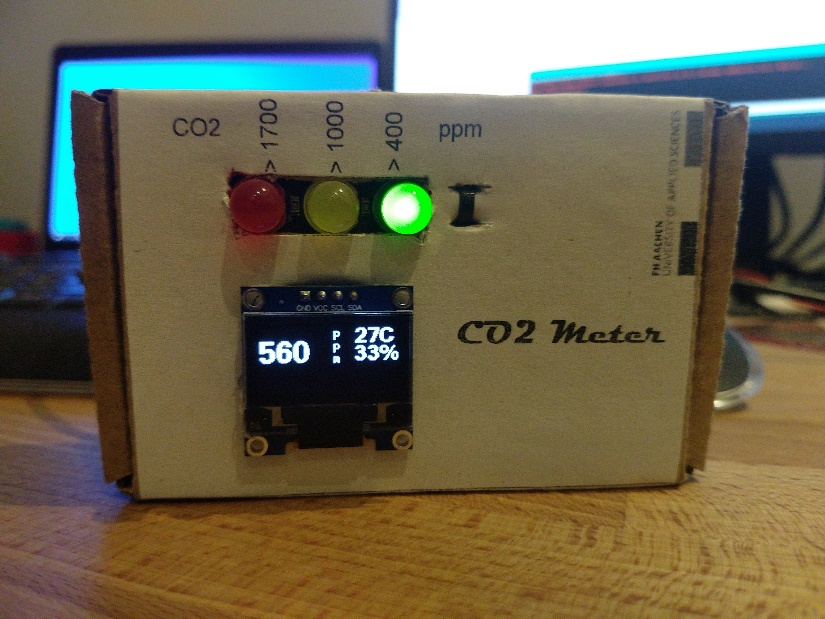 CO2 > 1700 > 1000 > 400 ppm
FH AACHEN
UNIVERSITY OF APPLIED SCIENCES
GND VCC SCL SDA
560 PPM 27C
33%
CO2 Meter